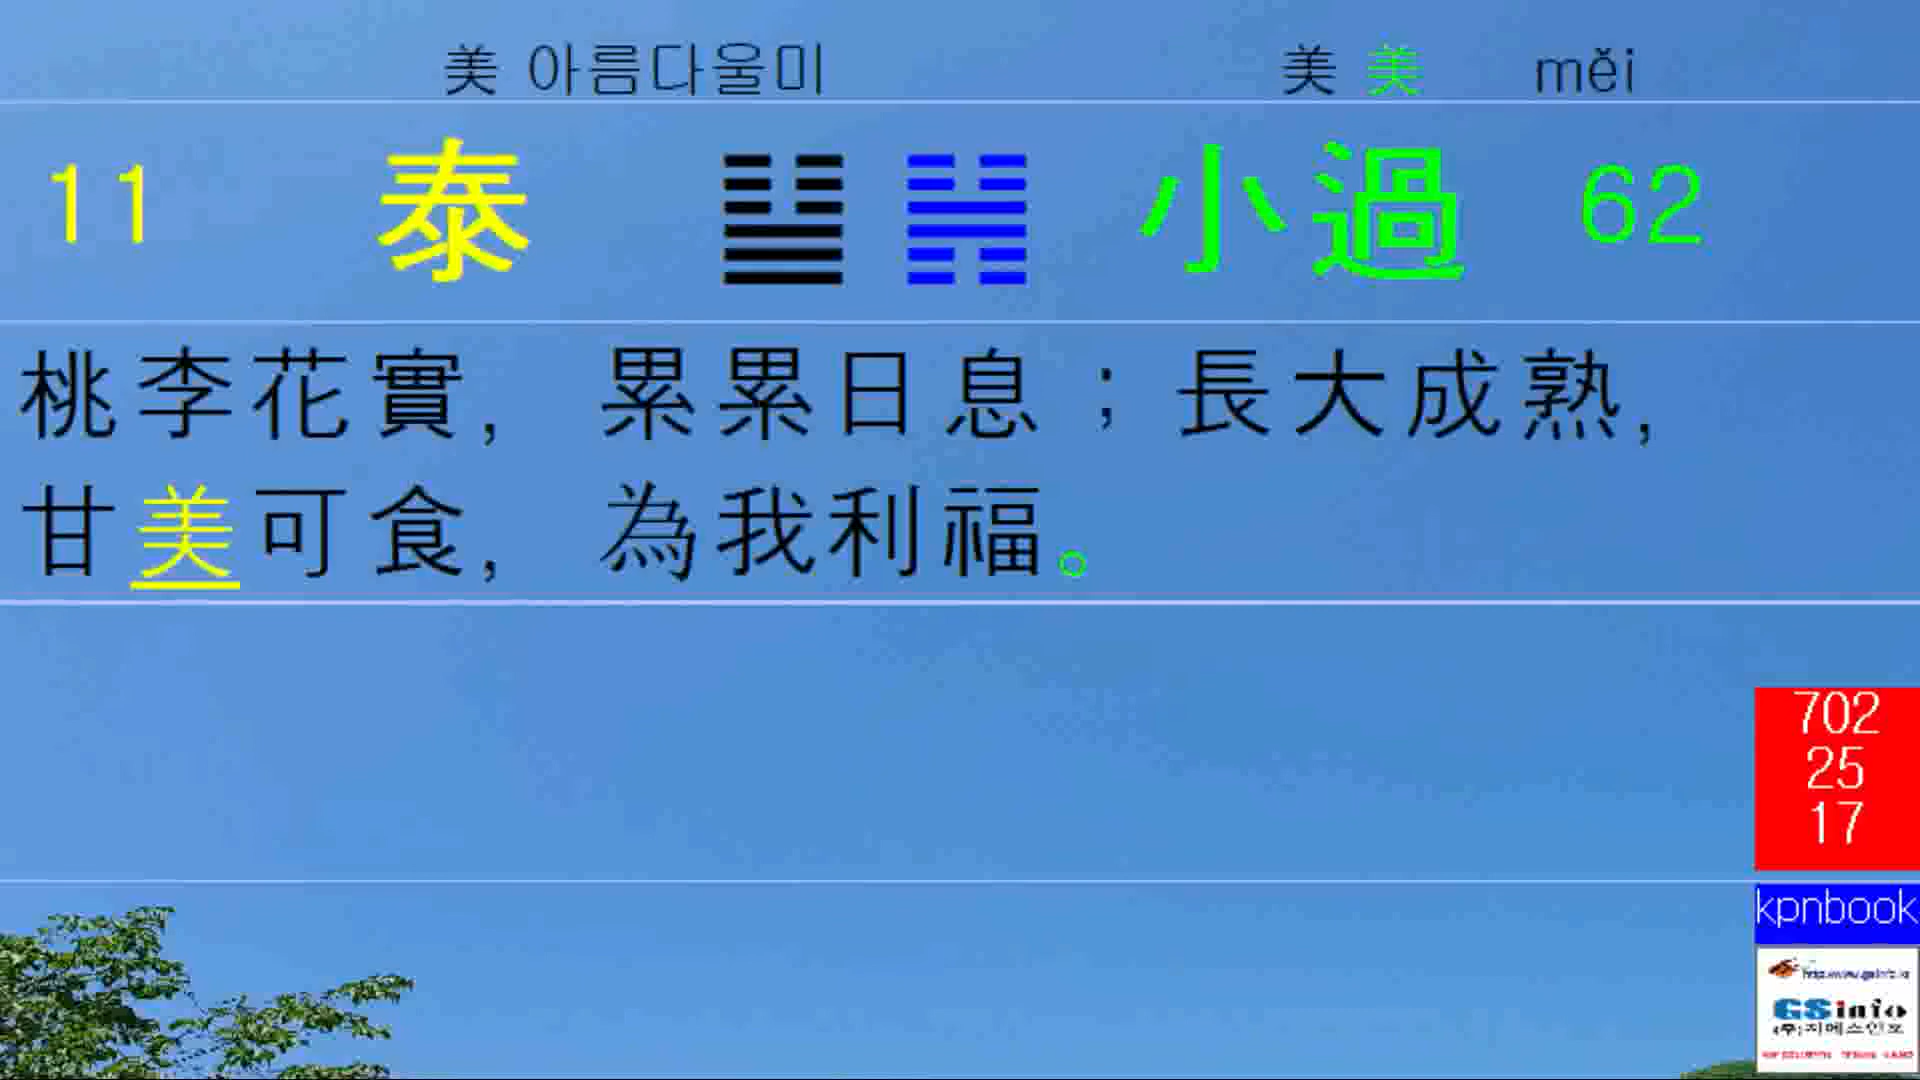 美 아름다울미 美 美 měi
11 泰 小過 62
桃李花實, 累累日息；長大成熟,
甘美可食, 為我利福。
702
25
17
kpnbook
GSinfo
(주)지에스인포